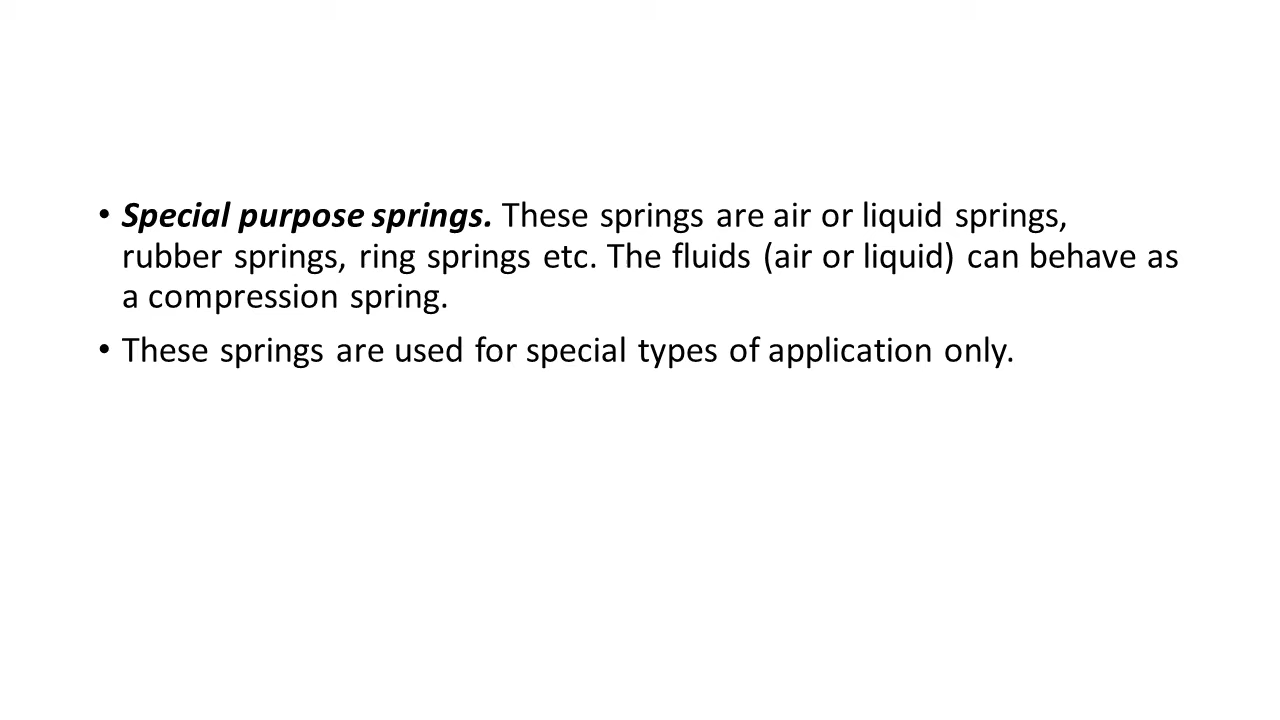 • Special purpose springs. These springs are air or liquid springs,
rubber springs, ring springs etc. The fluids (air or liquid) can behave as
a compression spring.
• These springs are used for special types of application only.